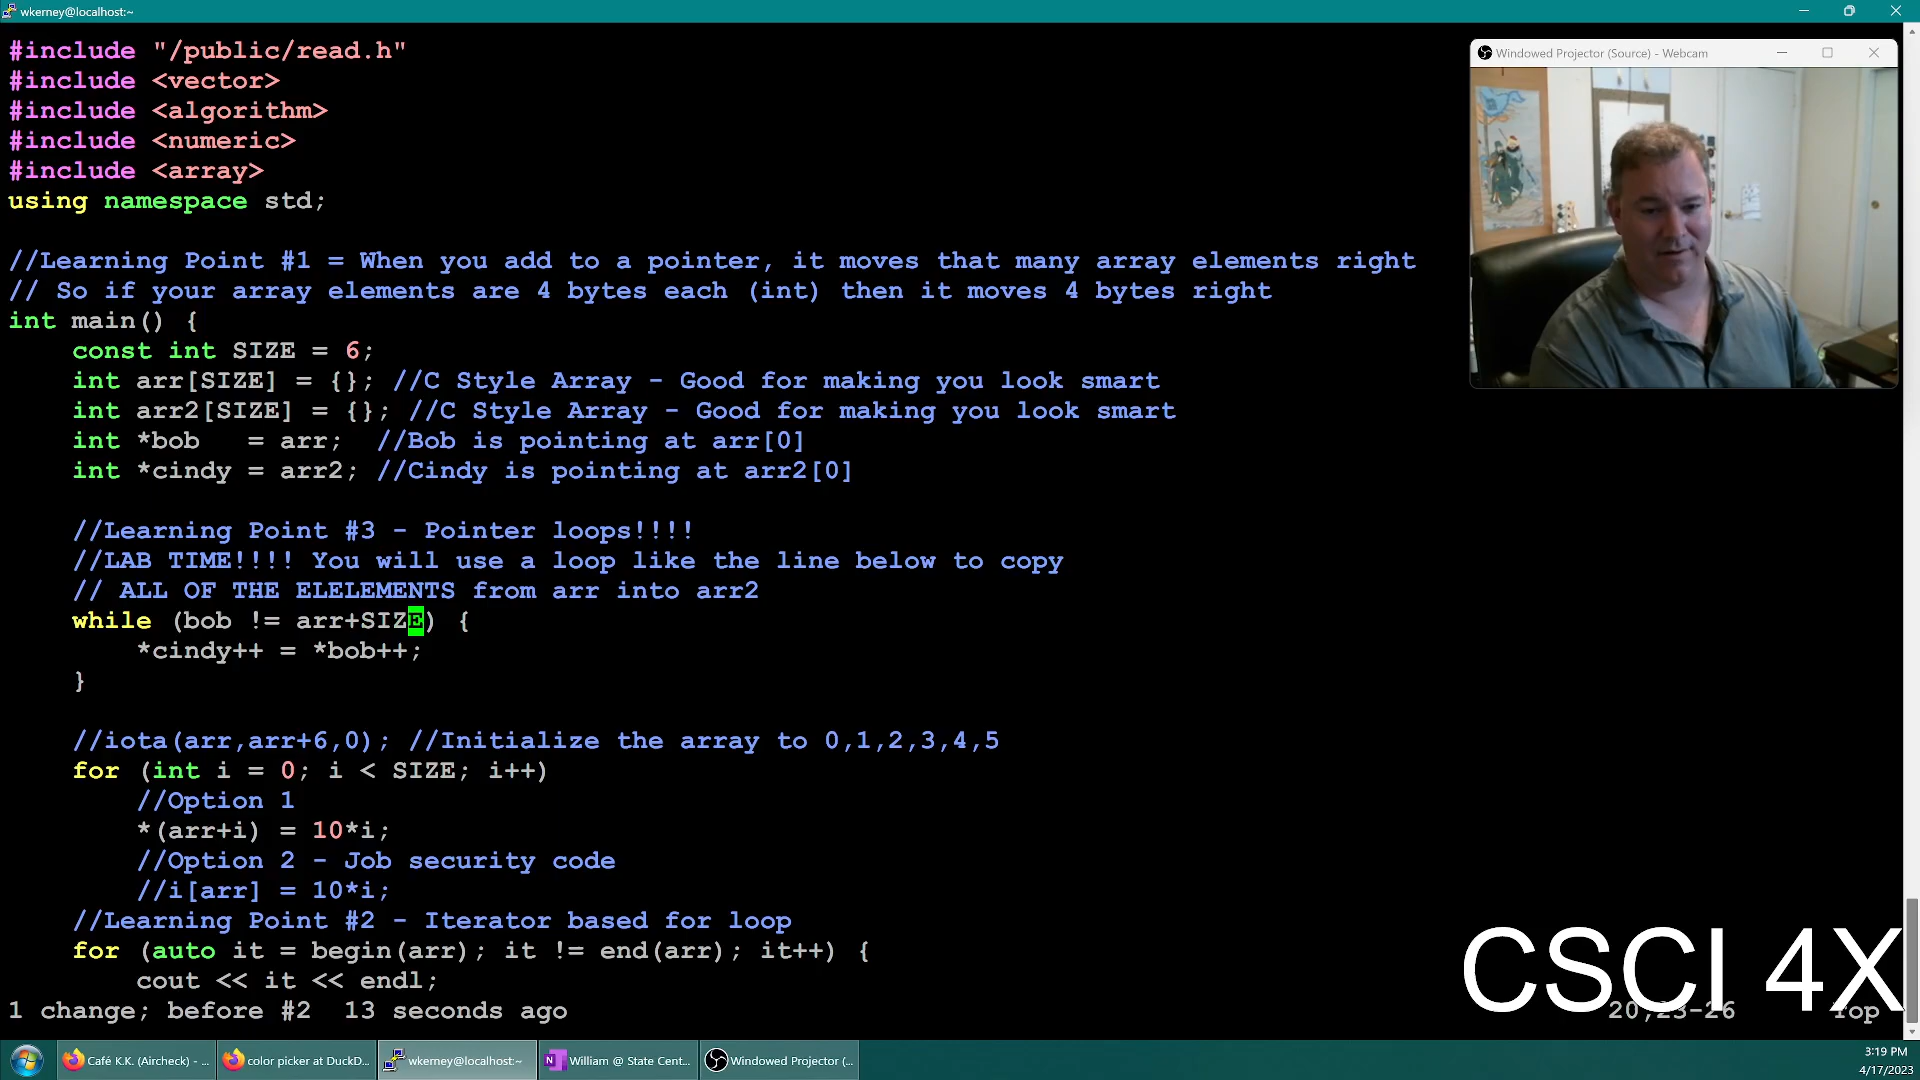 wkerney@localhost:~
#include "/public/read.h"
#include <vector>
#include <algorithm>
#include <numeric>
#include <array>
using namespace std;
Windowed Projector (Source) - Webcam
//Learning Point #1 = When you add to a pointer, it moves that many array elements right
// So if your array elements are 4 bytes each (int) then it moves 4 bytes right
int main() {
const int SIZE = 6;
int arr[SIZE] = {}; //C Style Array - Good for making you look smart
int arr2[SIZE] = {}; //C Style Array - Good for making you look smart
int *bob   = arr;  //Bob is pointing at arr[0]
int *cindy = arr2; //Cindy is pointing at arr2[0]
//Learning Point #3 - Pointer loops!!!!
//LAB TIME!!!! You will use a loop like the line below to copy
// ALL OF THE ELELEMENTS from arr into arr2
while (bob != arr+SIZE) {
*cindy++ = *bob++;
}
//iota(arr,arr+6,0); //Initialize the array to 0,1,2,3,4,5
for (int i = 0; i < SIZE; i++)
//Option 1
*(arr+i) = 10*i;
//Option 2 - Job security code
//i[arr] = 10*i;
//Learning Point #2 - Iterator based for loop
for (auto it = begin(arr); it != end(arr); it++) {
cout << it << endl;
CSCI 4X
1 change; before #2  13 seconds ago
20,23-26
Top
Café K.K. (Aircheck) - ...
color picker at DuckD...
wkerney@localhost:~
William @ State Cent...
Windowed Projector (...
3:19 PM
4/17/2023